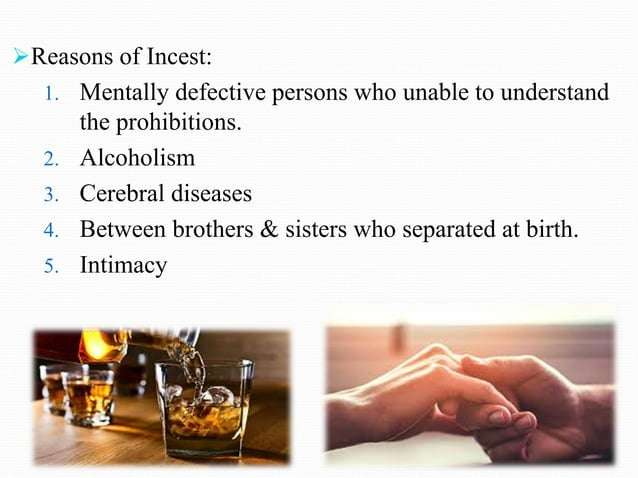 ➢Reasons of Incest:
1. Mentally defective persons who unable to understand
the prohibitions.
2. Alcoholism
3. Cerebral diseases
4. Between brothers & sisters who separated at birth.
5. Intimacy